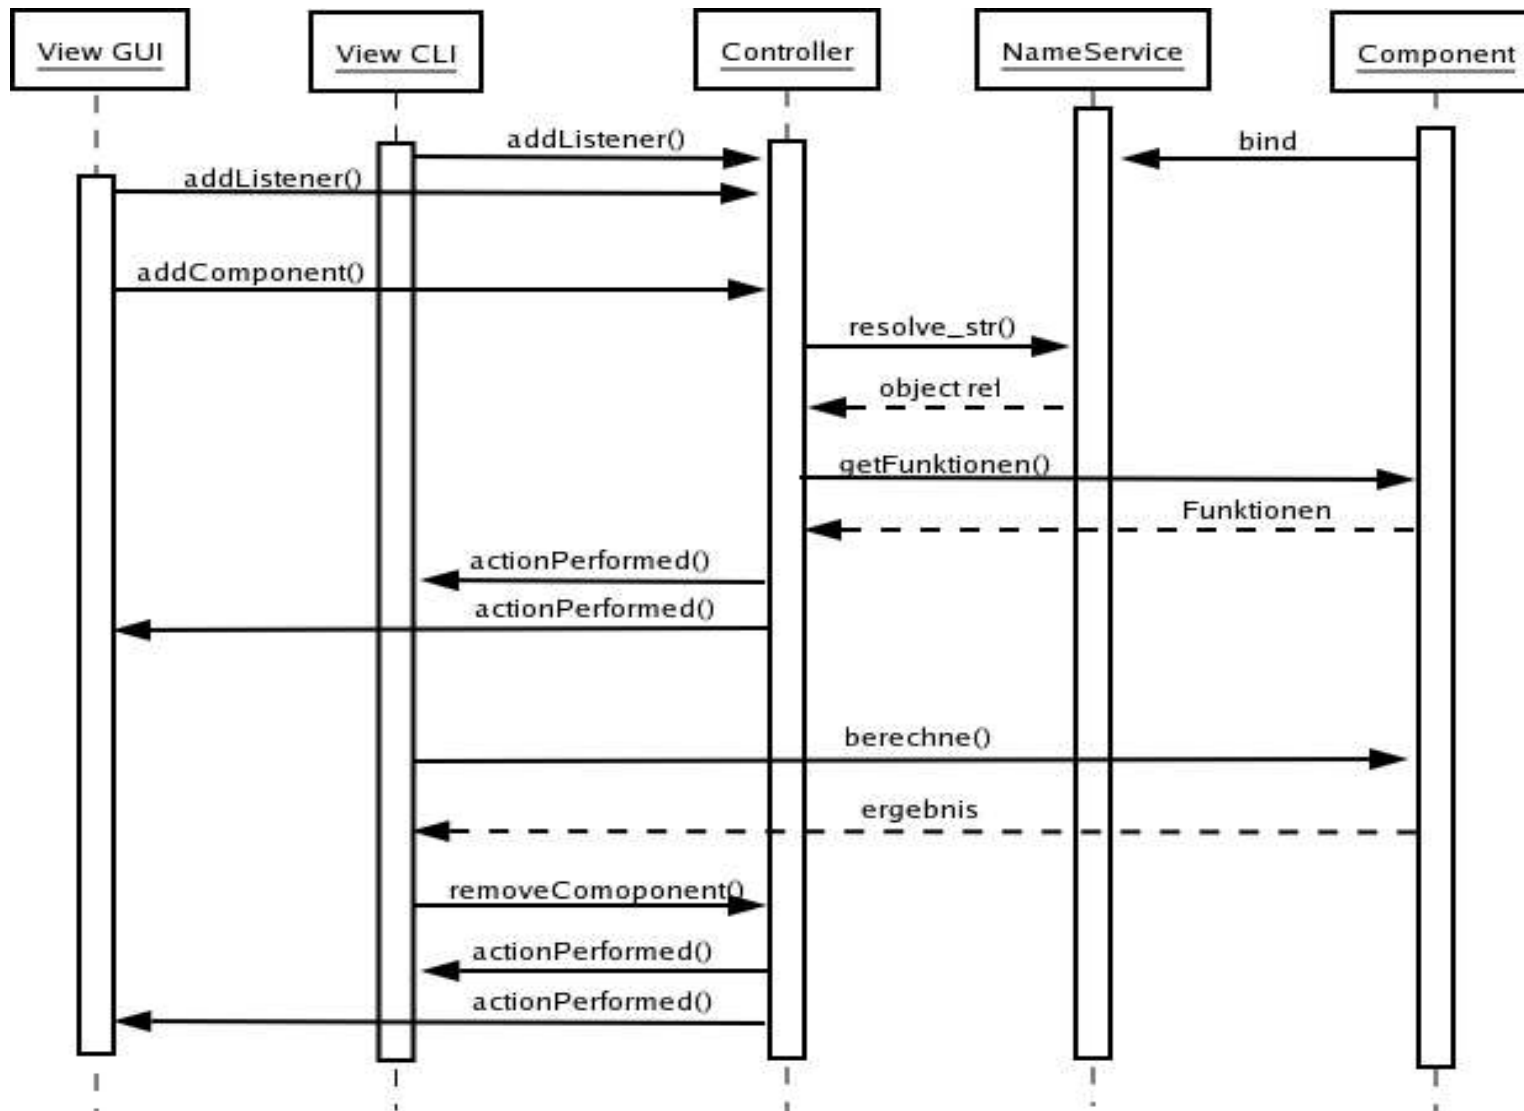 View GUI
View CLI
Controller
NameService
Component
addListener()
bind
addListener()
addComponent()
resolve_str()
object ref
getFunktionen()
Funktionen
actionPerformed()
actionPerformed()
berechne()
ergebnis
removeComoponent()
actionPerformed()
actionPerformed()